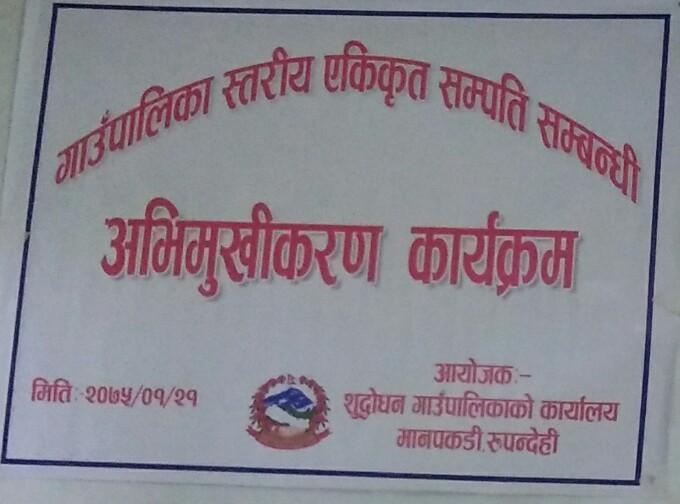 गाउँपालिका स्तरीय एकिकृत सम्पति सम्बन्धी
अभिमुखीकरण कार्यक्रम
मिति:-२०७५/०१/२१
आयोजक:-
शुद्धोधन गाउँपालिकाको कार्यालय
मानपकडी,रुपन्देही